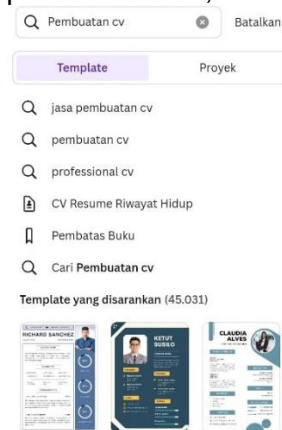 Pembuatan cv
Batalkan
Template
Proyek
jasa pembuatan cv
pembuatan cv
professional cv
CV Resume Riwayat Hidup
Pembatas Buku
Cari Pembuatan cv
Template yang disarankan (45.031)
RICHARD SANCHEZ
KETUT
SUSILO
CLAUDIA
ALVES